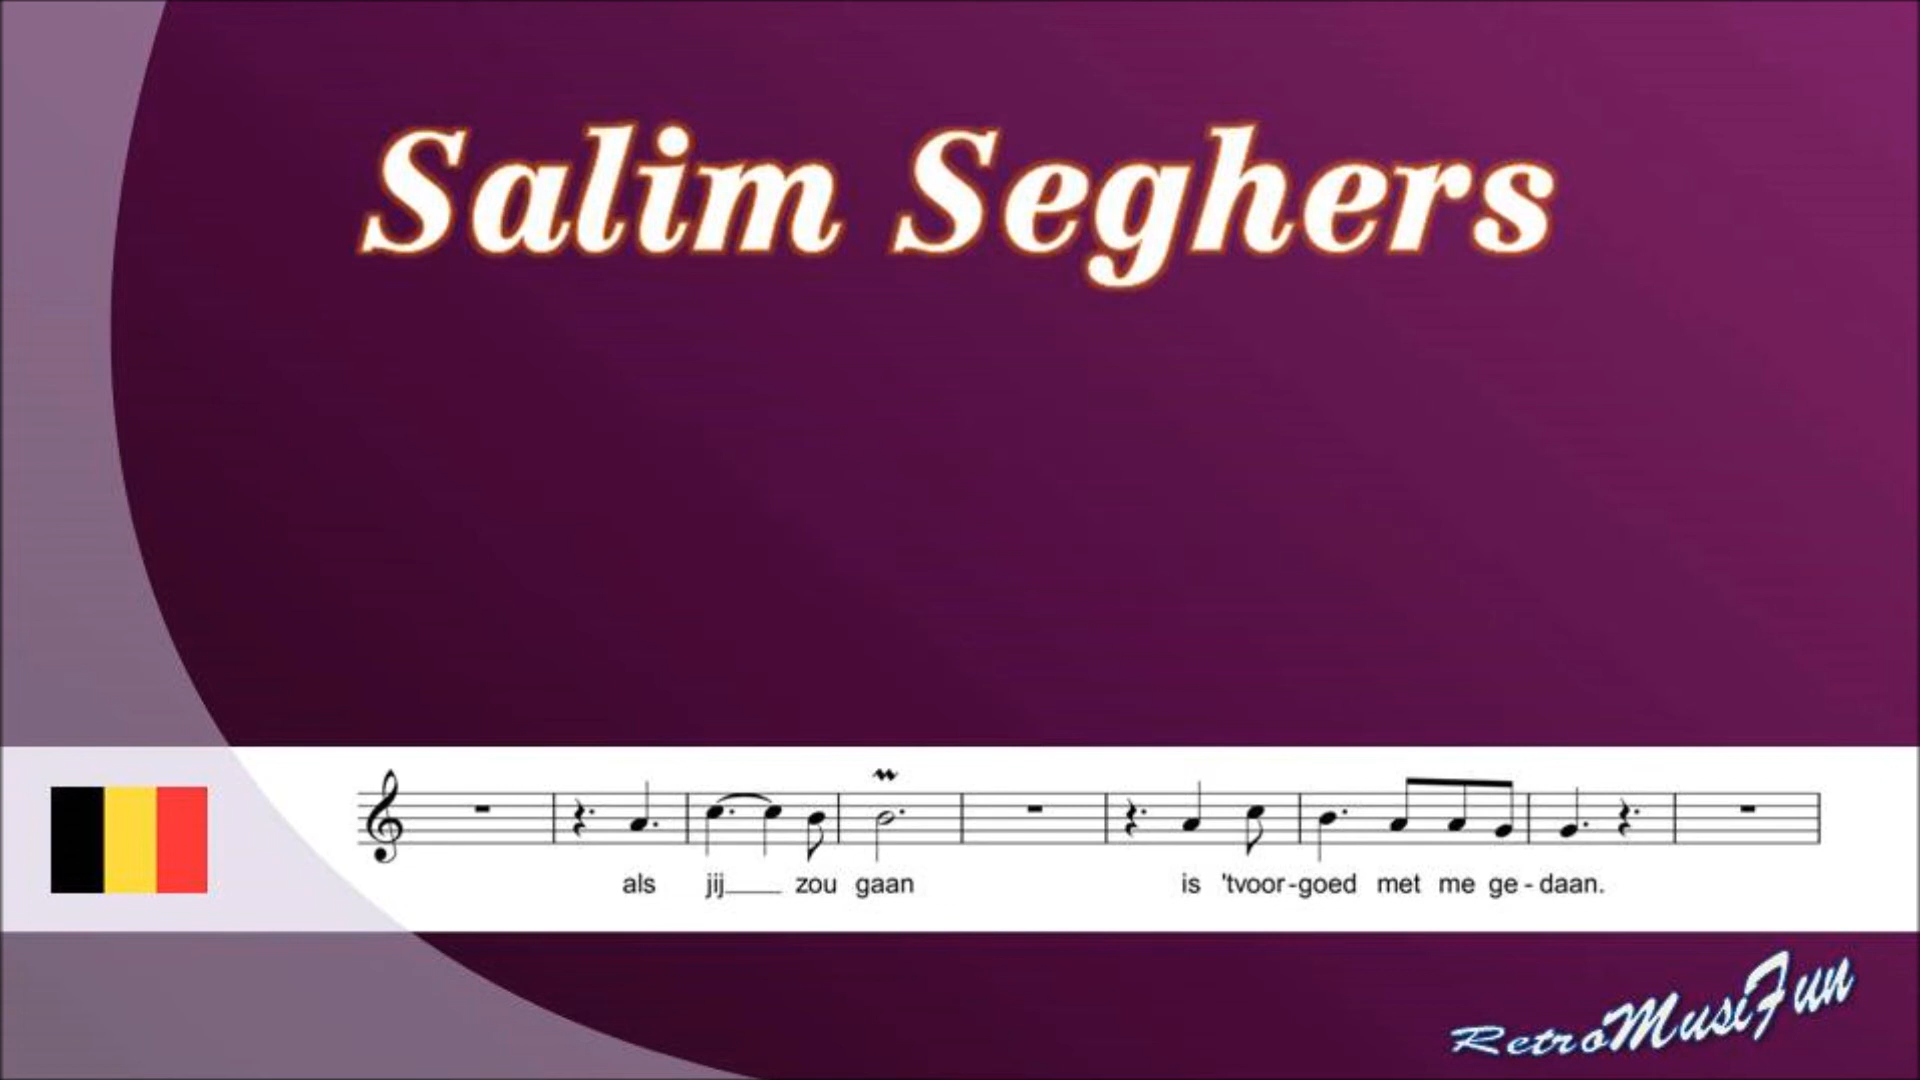 Salim Seghers
als jij zou gaan is 'tvoor-goed met me ge-daan.
RetroMusiFun